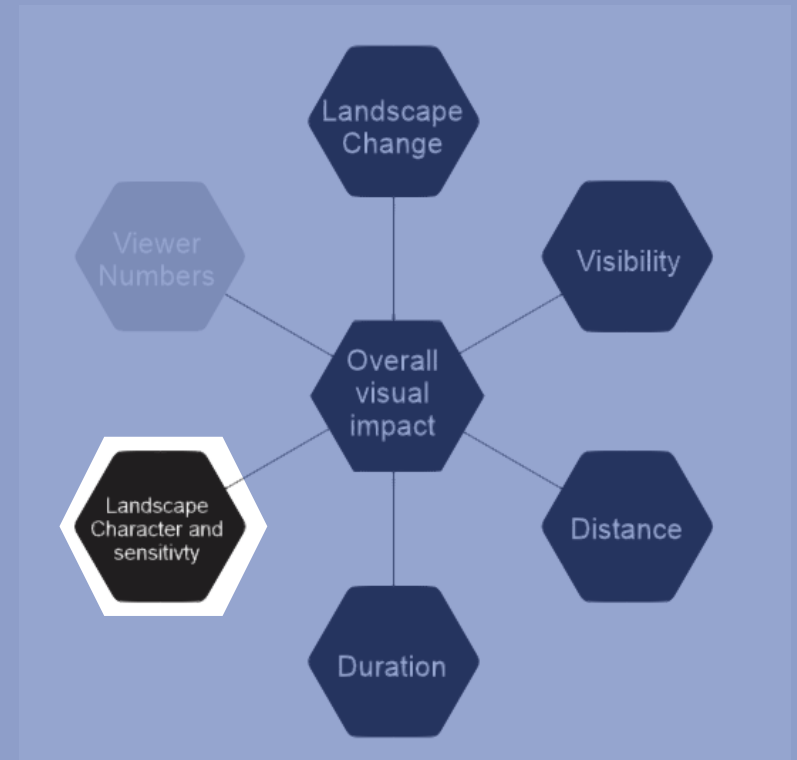 Landscape
Change
Viewer
Numbers
Visibility
Overall
visual
impact
Landscape
Character and
sensitivty
Distance
Duration